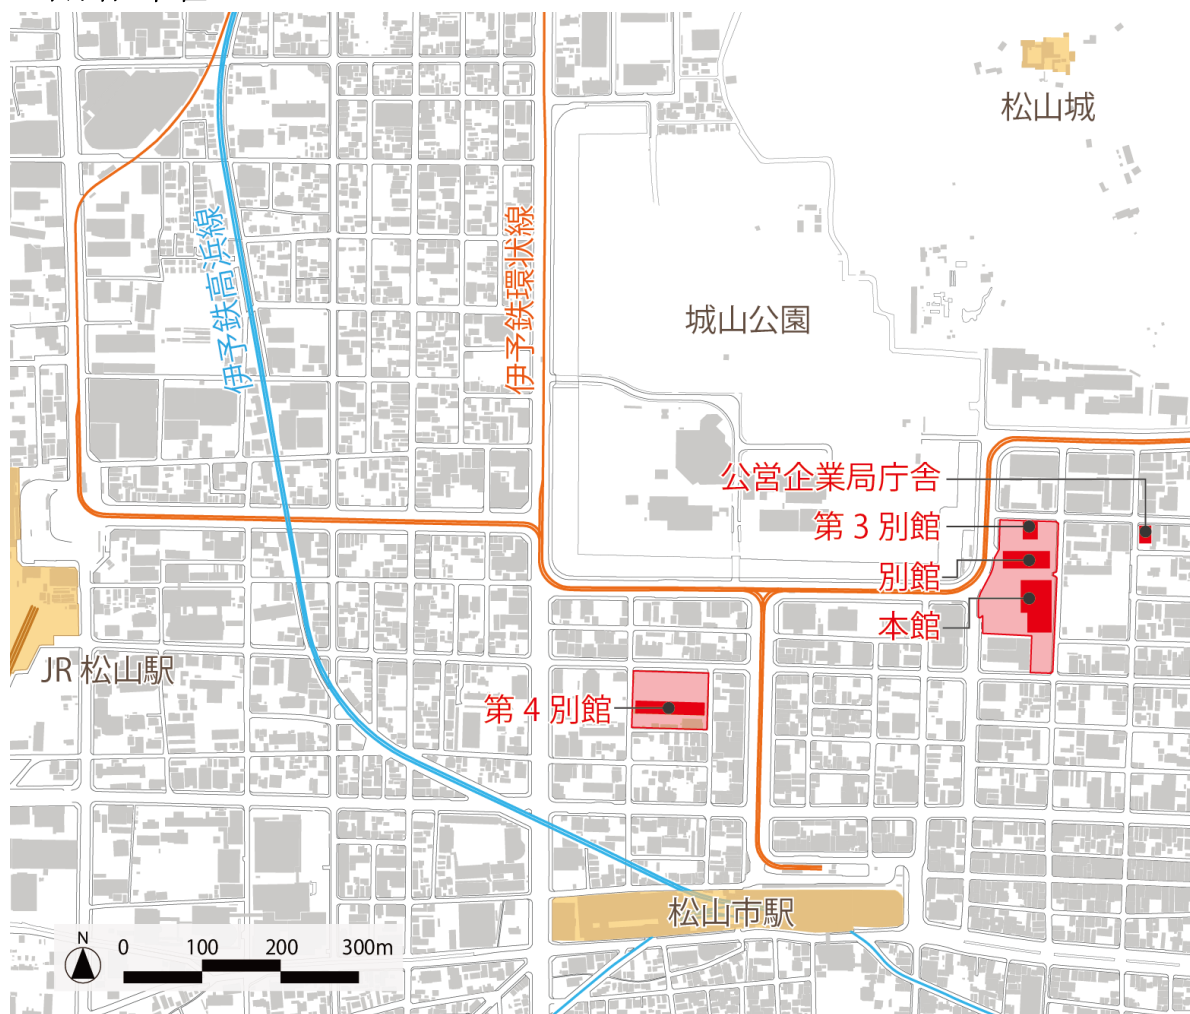 松山城
伊予鉄高浜線
伊予鉄環状線
城山公園
公営企業局庁舎
第3別館
別館
本館
JR 松山駅
第4別館
松山市駅
N
0 100 200 300m